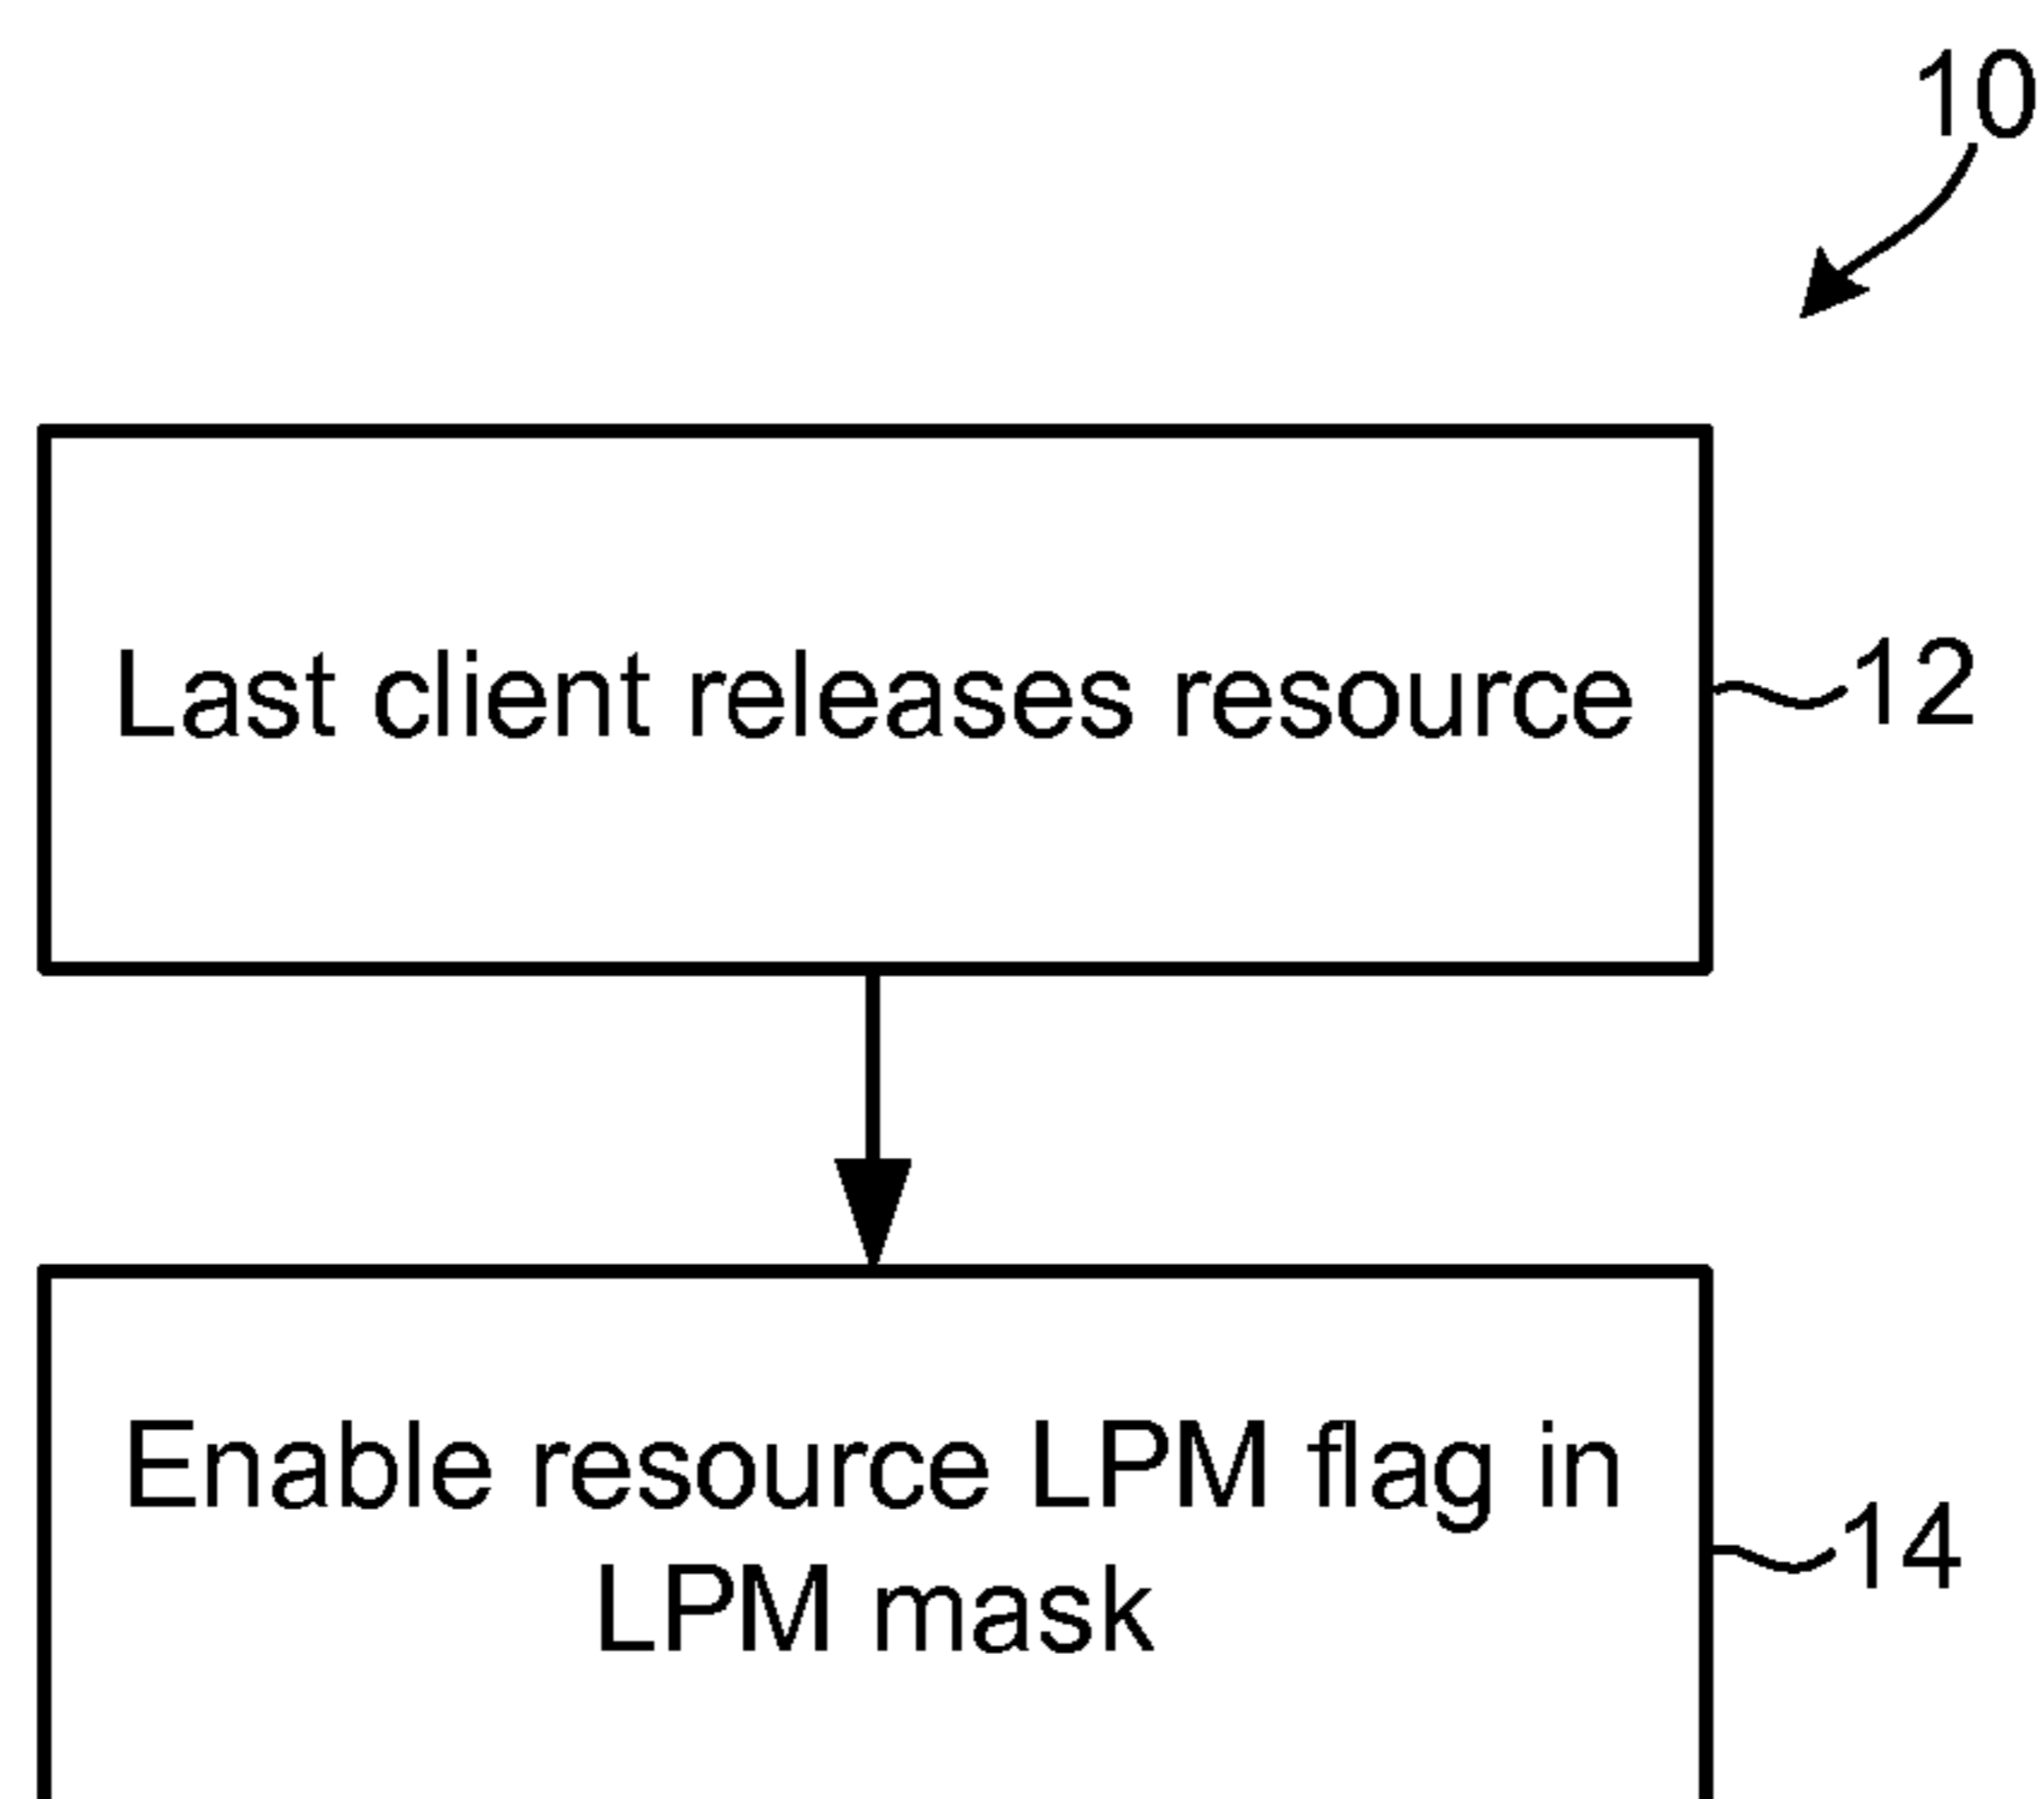 10
Last client releases resource
12
Enable resource LPM flag in
LPM mask
14